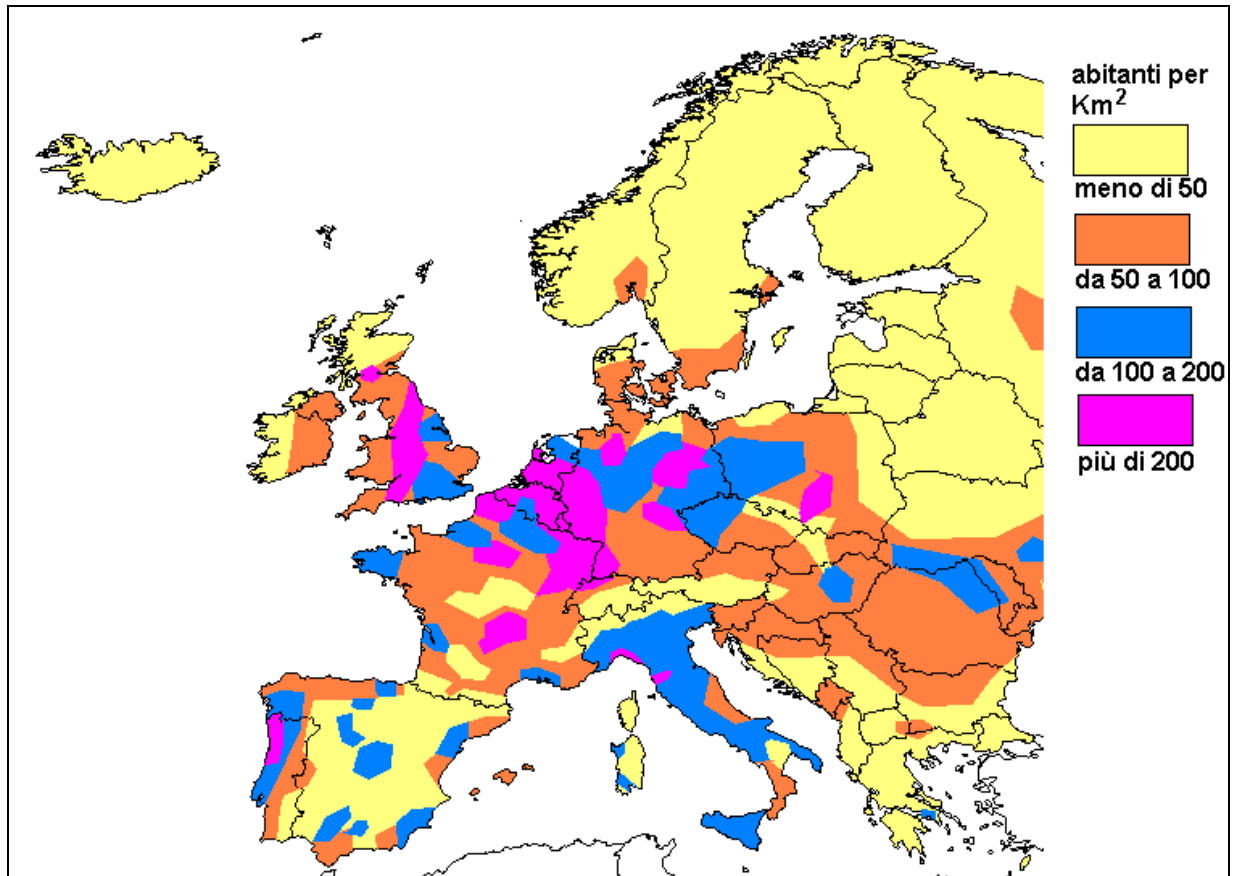 abitanti per
Km²
meno di 50
da 50 a 100
da 100 a 200
più di 200